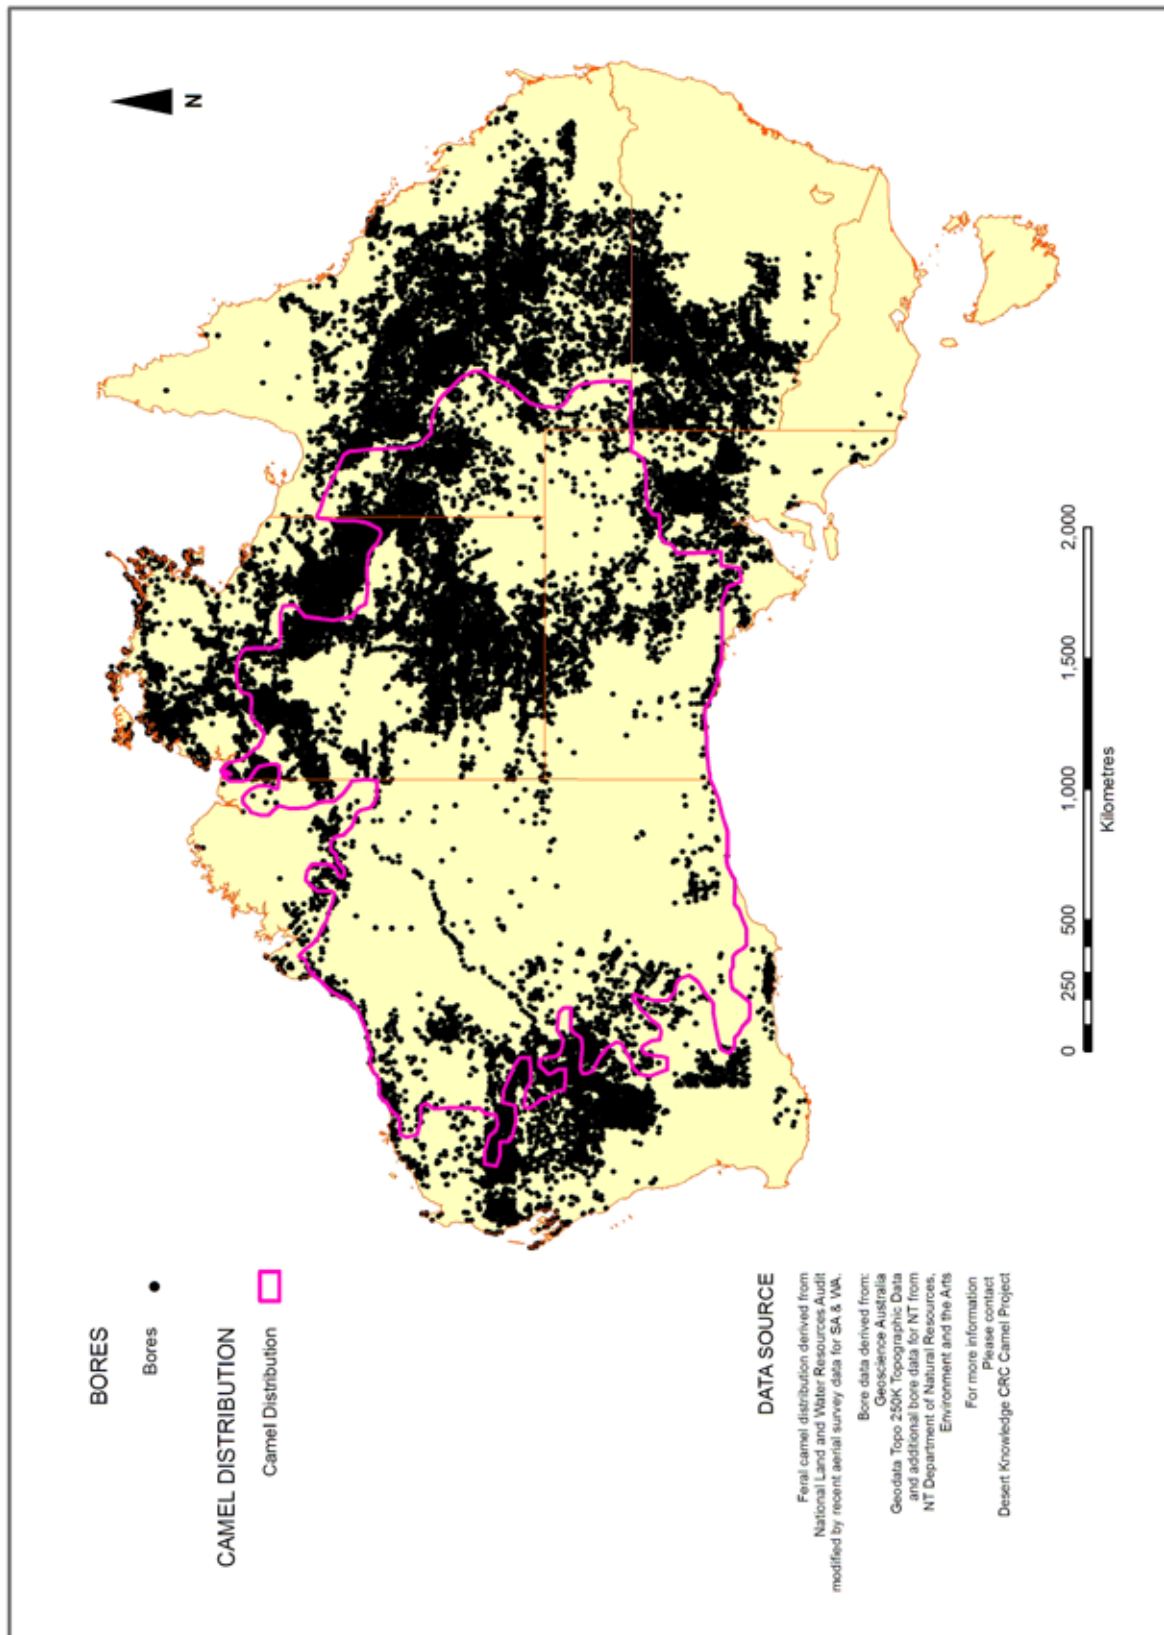 N
BORES
Bores
CAMEL DISTRIBUTION
Camel Distribution
DATA SOURCE
Feral camel distribution derived from
National Land and Water Resources Audit
modified by recent aerial survey data for SA & WA.
Bore data derived from:
Geoscience Australia
Geodata Topo 250K Topographic Data
and additional bore data for NT from
NT Department of Natural Resources,
Environment and the Arts
For more information
Please contact
Desert Knowledge CRC Camel Project
0 250 500 1,000 1,500 2,000
Kilometres